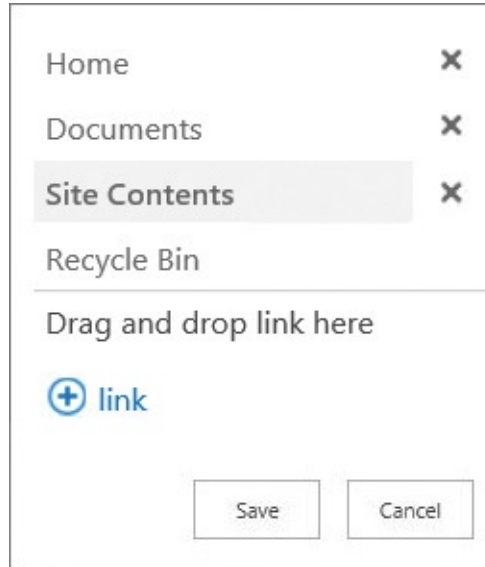 Home
Documents
Site Contents
Recycle Bin
Drag and drop link here
link
Save Cancel